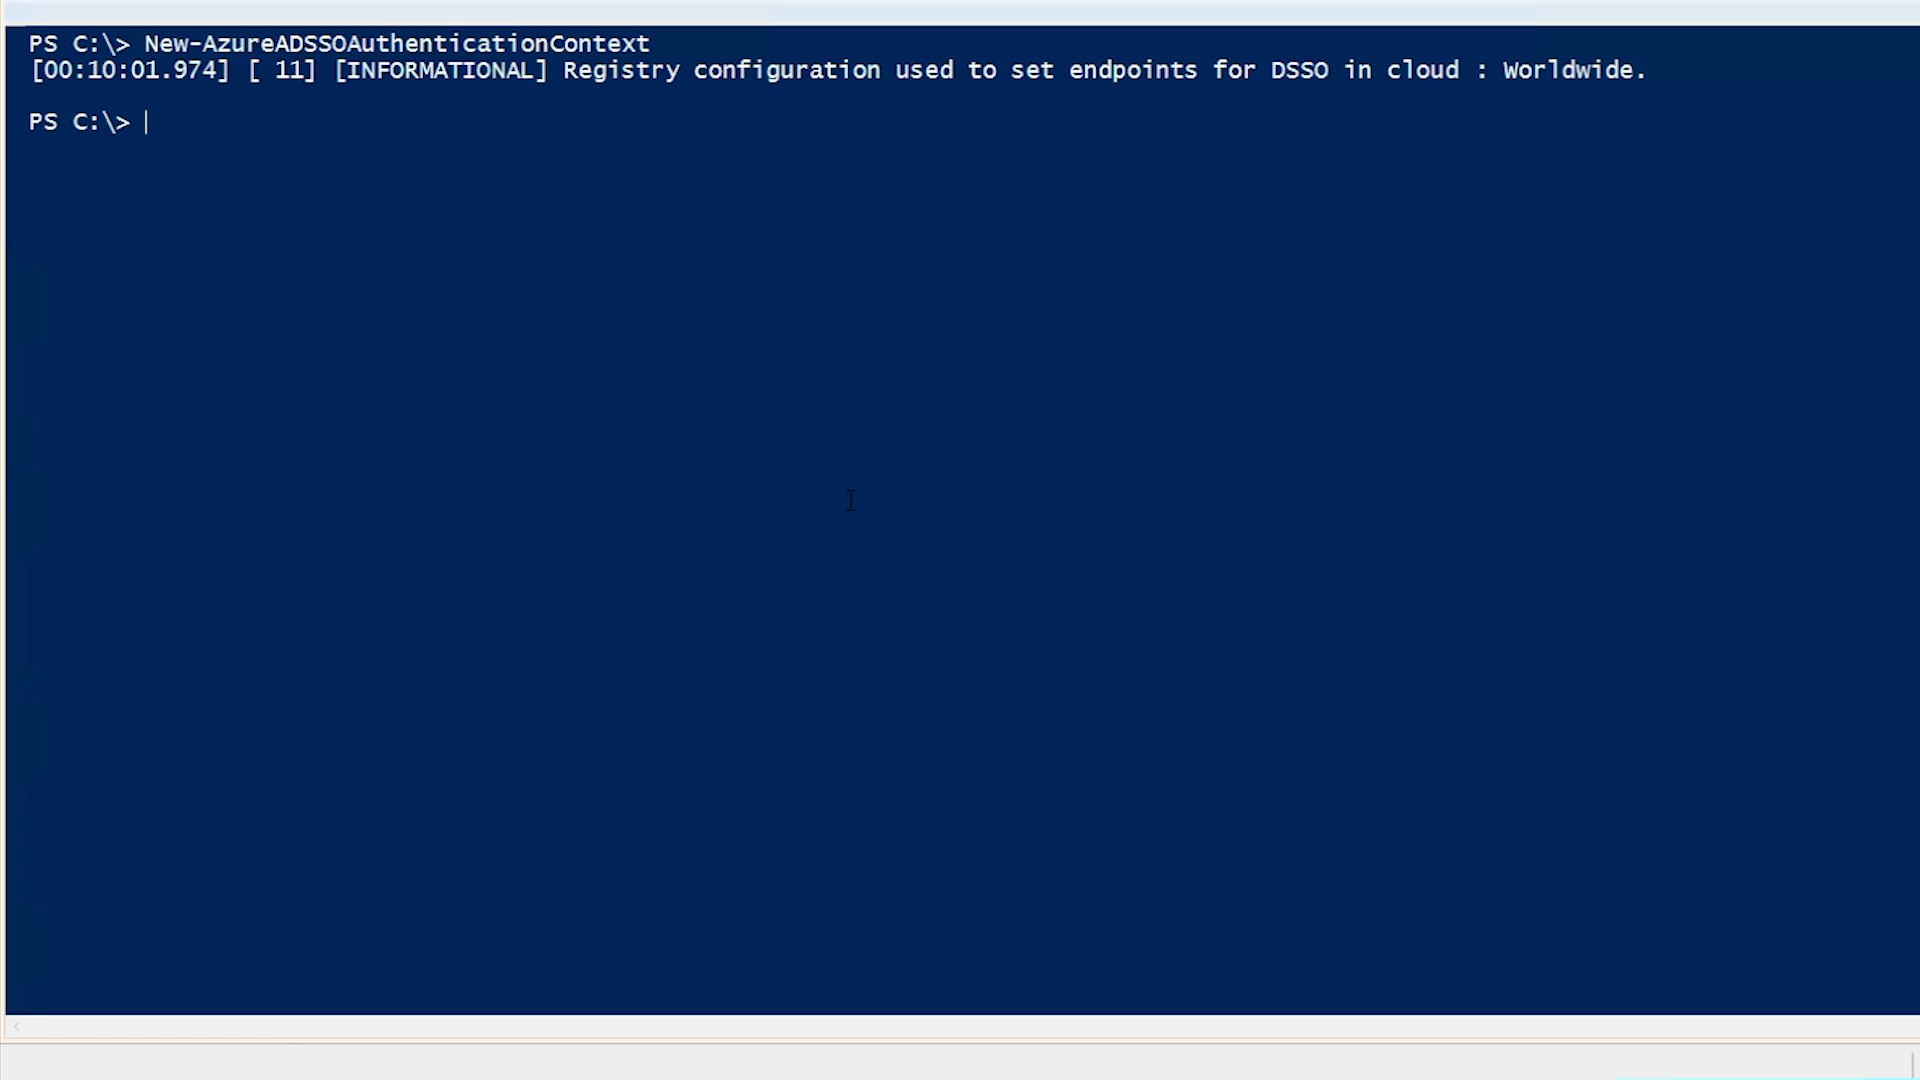 PS C:\> New-AzureADSSOAuthenticationContext
[00:10:01.974] [ 11] [INFORMATIONAL] Registry configuration used to set endpoints for DSSO in cloud : Worldwide.
PS C:\>